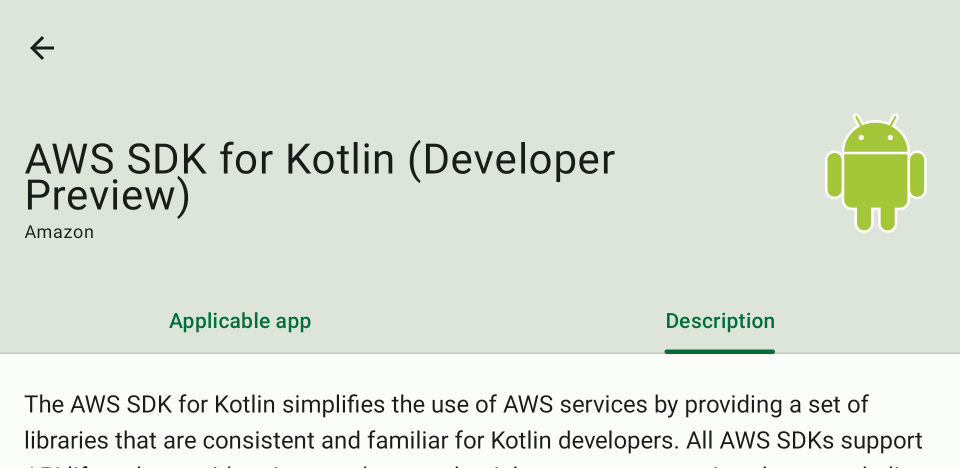 AWS SDK for Kotlin (Developer
Preview)
Amazon
Applicable app
Description
The AWS SDK for Kotlin simplifies the use of AWS services by providing a set of
libraries that are consistent and familiar for Kotlin developers. All AWS SDKs support